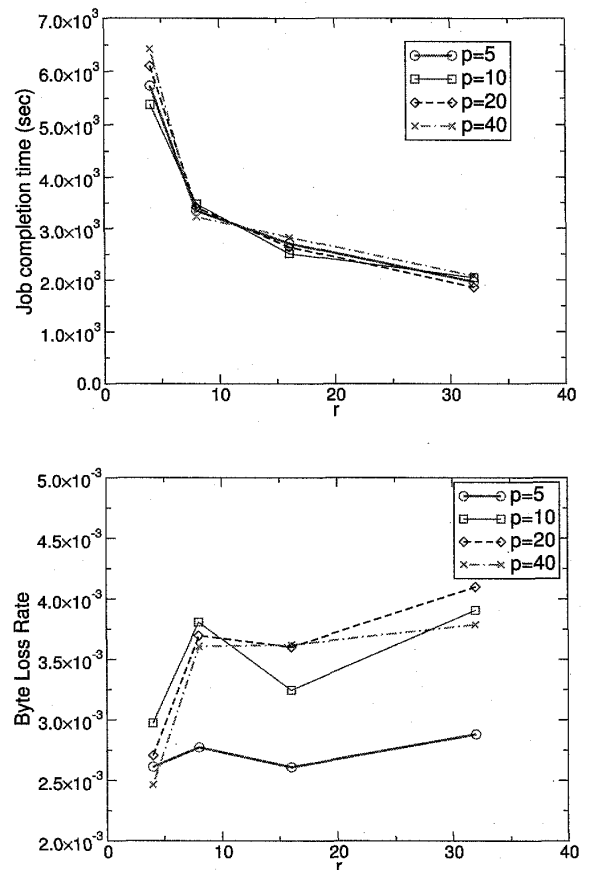 7.0×10³
6.0×10³
5.0×10³
4.0×10³
3.0×10³
2.0×10³
1.0×10³
0.0
Job completion time (sec)
p=5
p=10
p=20
p=40
0 10 20 30 40
r
5.0×10⁻³
4.5×10⁻³
4.0×10⁻³
3.5×10⁻³
3.0×10⁻³
2.5×10⁻³
2.0×10⁻³
Byte Loss Rate
p=5
p=10
p=20
p=40
0 10 20 30 40
r